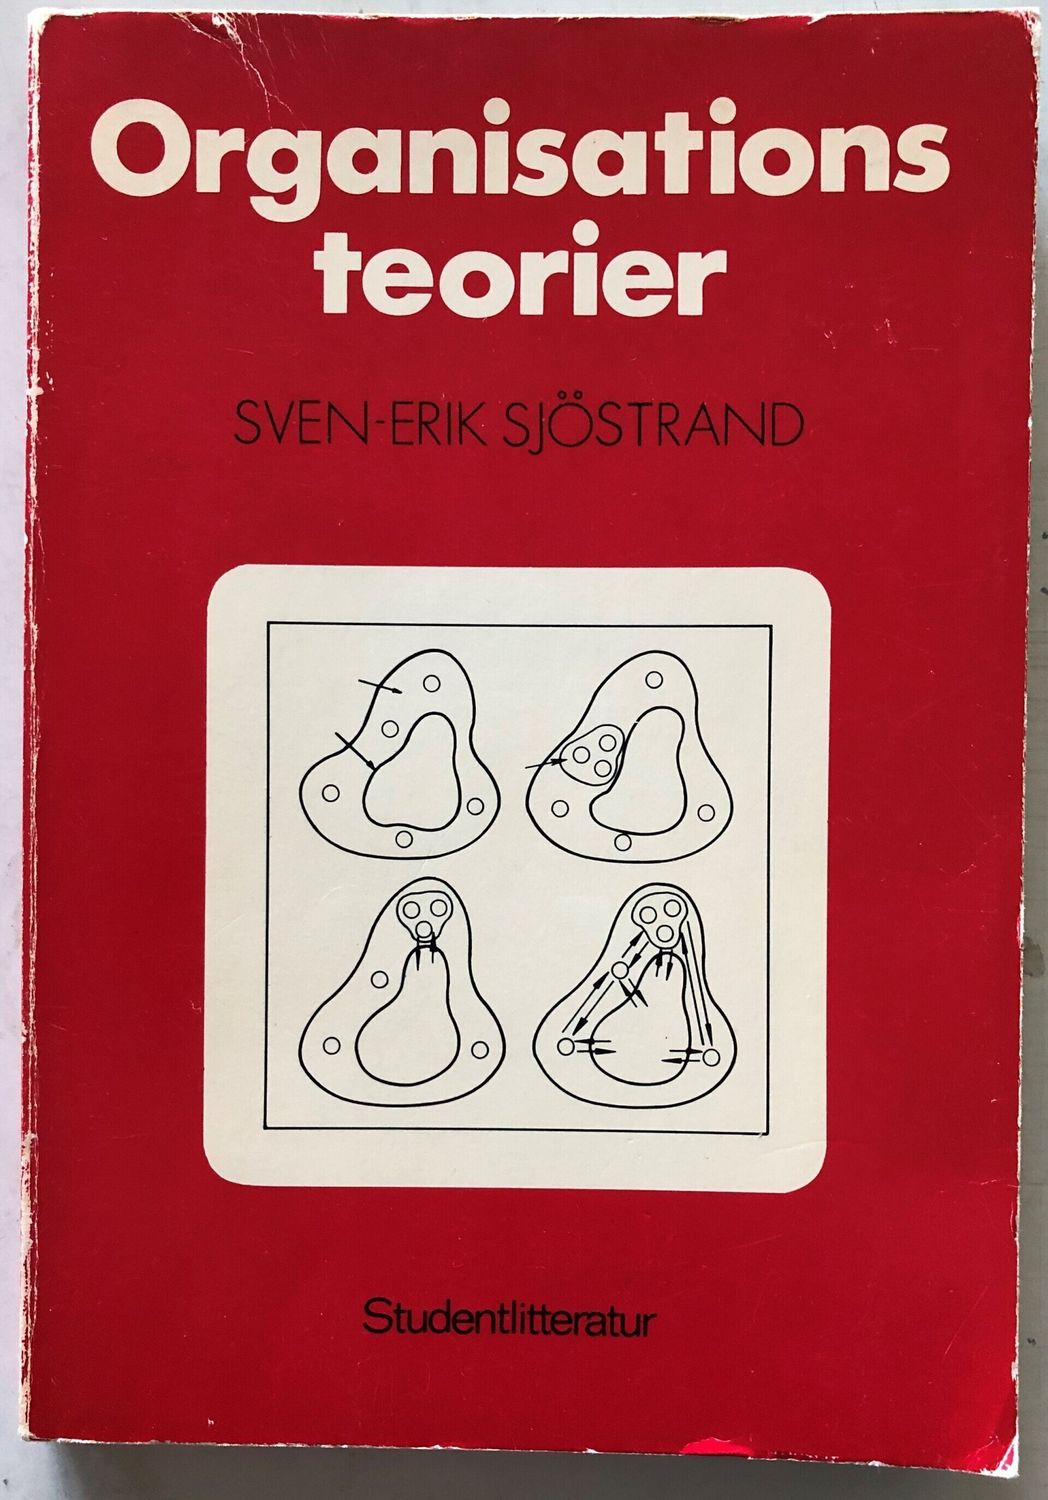 Organisations
teorier
SVEN-ERIK SJÖSTRAND
Studentlitteratur